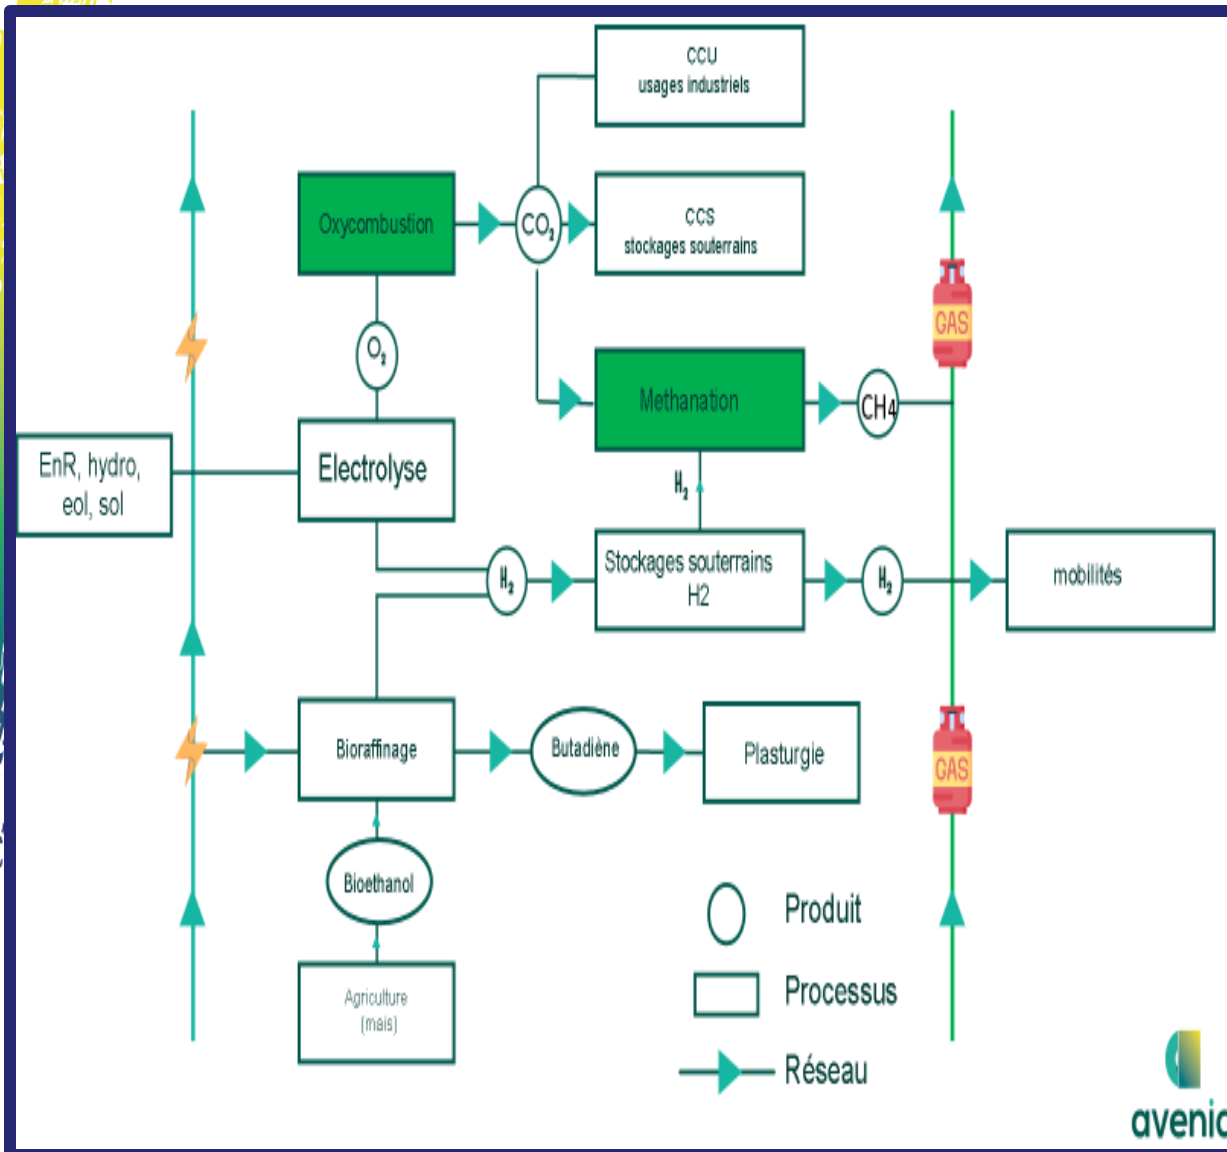 CCU
usages industriels
Oxycombustion
CO₂
CCS
stockages souterrains
O₂
GAS
Methanation
CH4
EnR, hydro,
eol, sol
Electrolyse
H₂
H₂
Stockages souterrains
H2
H₂
mobilités
Bioraffinage
Butadiène
Plasturgie
GAS
Bioethanol
Agriculture
(mais)
Produit
Processus
Réseau
avenia